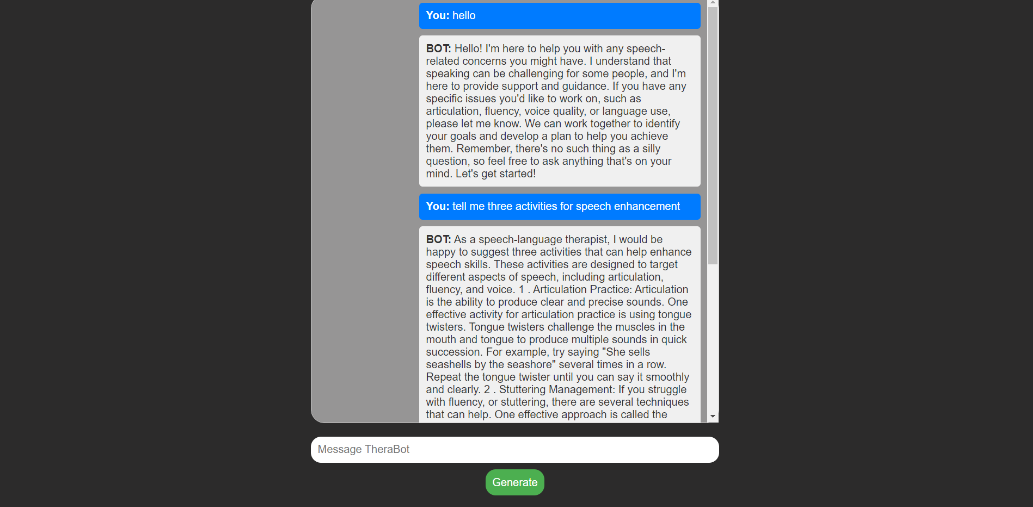 You: hello
BOT: Hello! I'm here to help you with any speech-
related concerns you might have. I understand that
speaking can be challenging for some people, and I'm
here to provide support and guidance. If you have any
specific issues you'd like to work on, such as
articulation, fluency, voice quality, or language use,
please let me know. We can work together to identify
your goals and develop a plan to help you achieve
them. Remember, there's no such thing as a silly
question, so feel free to ask anything that's on your
mind. Let's get started!
You: tell me three activities for speech enhancement
BOT: As a speech-language therapist, I would be
happy to suggest three activities that can help enhance
speech skills. These activities are designed to target
different aspects of speech, including articulation,
fluency, and voice. 1 . Articulation Practice: Articulation
is the ability to produce clear and precise sounds. One
effective activity for articulation practice is using tongue
twisters. Tongue twisters challenge the muscles in the
mouth and tongue to produce multiple sounds in quick
succession. For example, try saying "She sells
seashells by the seashore" several times in a row.
Repeat the tongue twister until you can say it smoothly
and clearly. 2 . Stuttering Management: If you struggle
with fluency, or stuttering, there are several techniques
that can help. One effective approach is called the
Message TheraBot
Generate